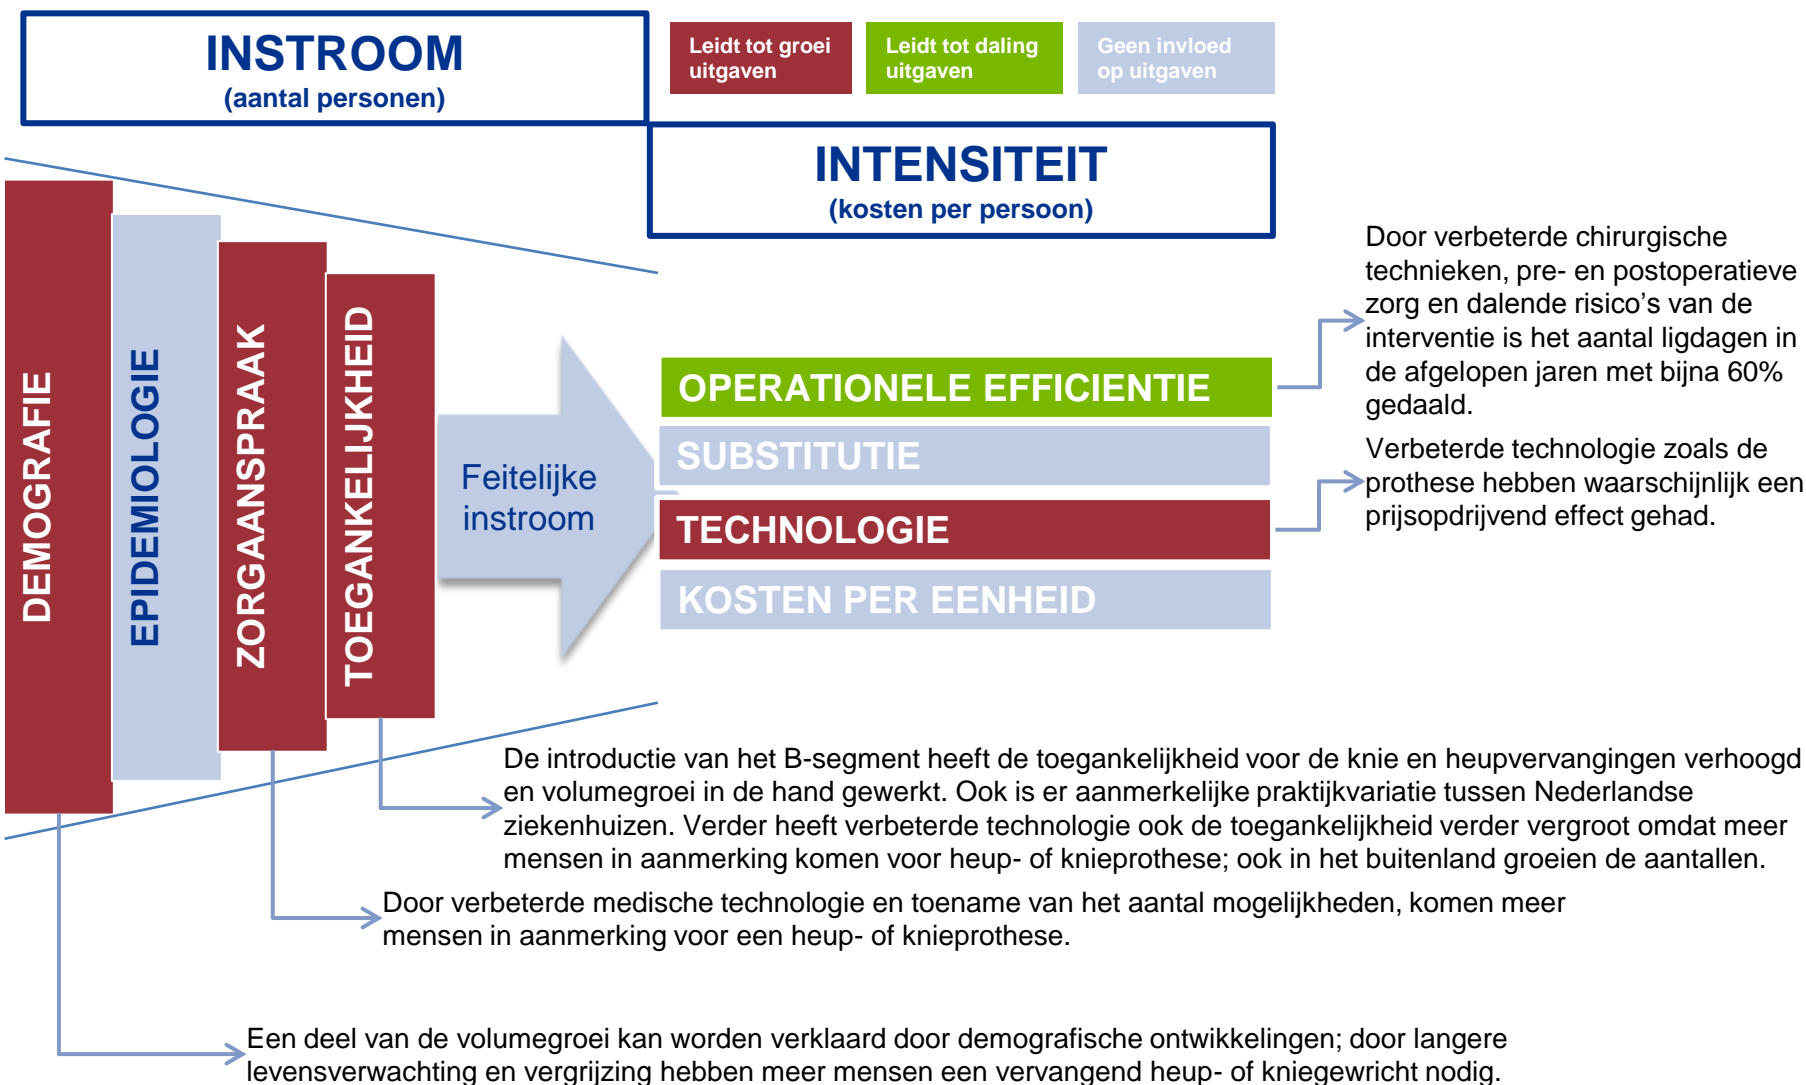 INSTROOM
(aantal personen)
Leidt tot groei
uitgaven
Leidt tot daling
uitgaven
Geen invloed
op uitgaven
INTENSITEIT
(kosten per persoon)
DEMOGRAFIE
EPIDEMIOLOGIE
ZORGAANSPRAAK
TOEGANKELIJKHEID
Feitelijke
instroom
OPERATIONELE EFFICIENTIE
SUBSTITUTIE
TECHNOLOGIE
KOSTEN PER EENHEID
Door verbeterde chirurgische
technieken, pre- en postoperatieve
zorg en dalende risico’s van de
interventie is het aantal ligdagen in
de afgelopen jaren met bijna 60%
gedaald.
Verbeterde technologie zoals de
prothese hebben waarschijnlijk een
prijsopdrijvend effect gehad.
De introductie van het B-segment heeft de toegankelijkheid voor de knie en heupvervangingen verhoogd
en volumegroei in de hand gewerkt. Ook is er aanmerkelijke praktijkvariatie tussen Nederlandse
ziekenhuizen. Verder heeft verbeterde technologie ook de toegankelijkheid verder vergroot omdat meer
mensen in aanmerking komen voor heup- of knieprothese; ook in het buitenland groeien de aantallen.
Door verbeterde medische technologie en toename van het aantal mogelijkheden, komen meer
mensen in aanmerking voor een heup- of knieprothese.
Een deel van de volumegroei kan worden verklaard door demografische ontwikkelingen; door langere
levensverwachting en vergrijzing hebben meer mensen een vervangend heup- of kniegewricht nodig.